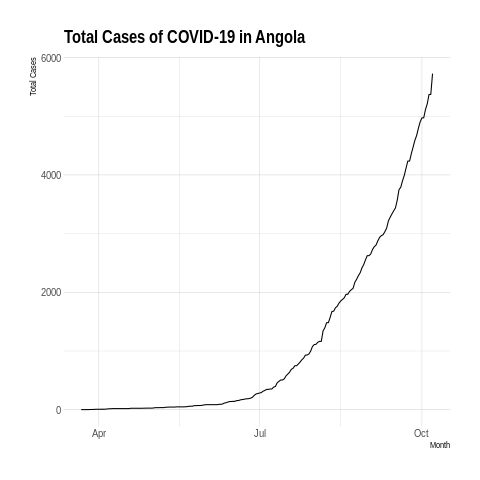 Total Cases of COVID-19 in Angola
Total Cases
6000
4000
2000
0
Apr
Jul
Oct
Month